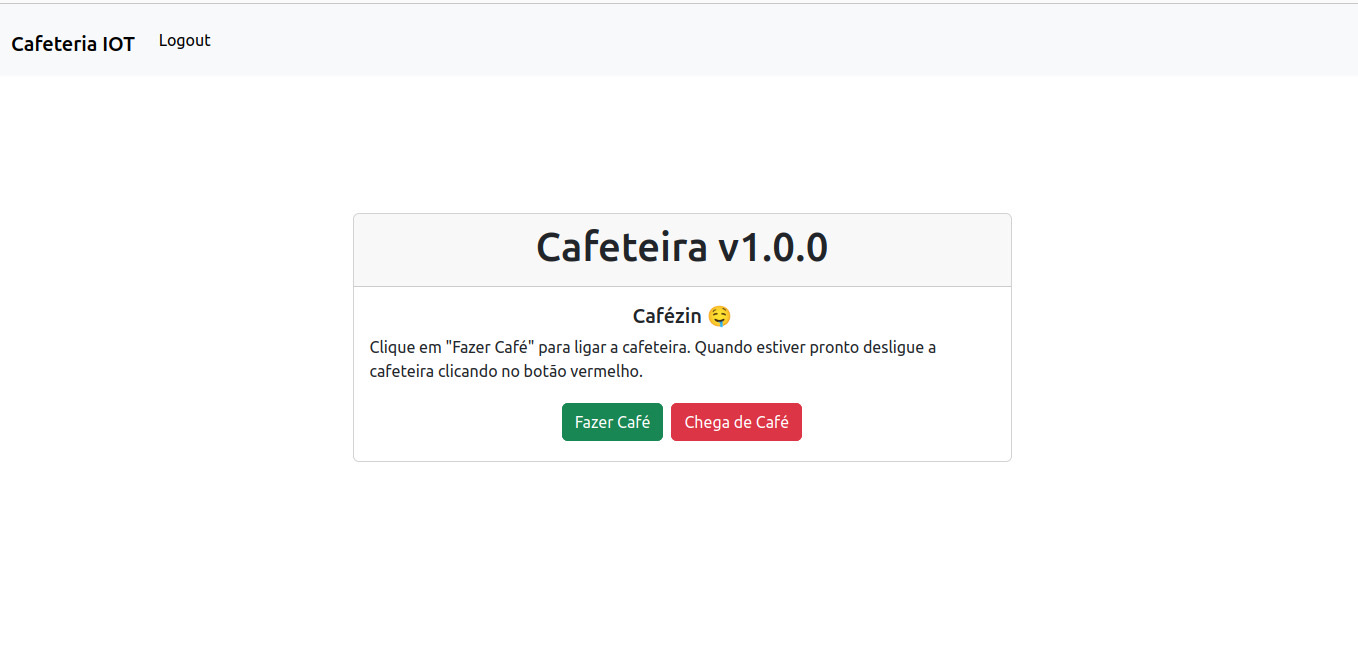 Cafeteria IOT Logout
Cafeteira v1.0.0
Cafézin 🤤
Clique em "Fazer Café" para ligar a cafeteira. Quando estiver pronto desligue a
cafeteira clicando no botão vermelho.
Fazer Café Chega de Café